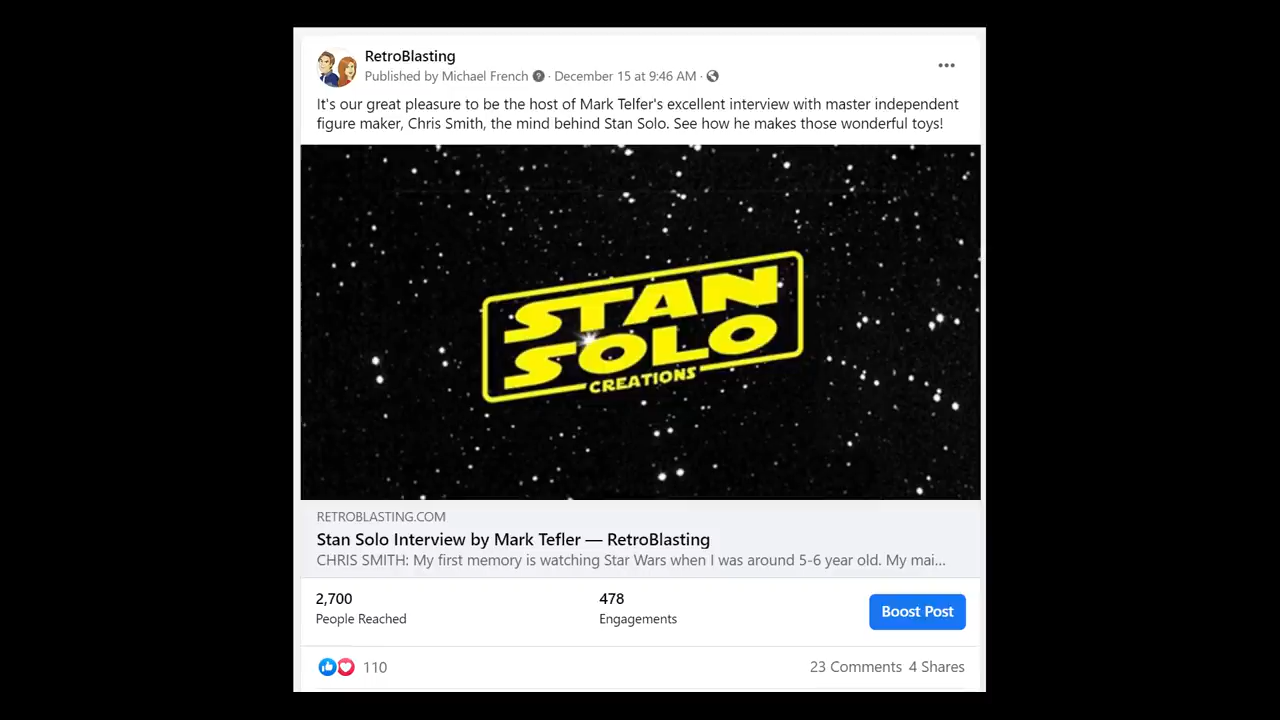 RetroBlasting
Published by Michael French · December 15 at 9:46 AM ·
It's our great pleasure to be the host of Mark Telfer's excellent interview with master independent
figure maker, Chris Smith, the mind behind Stan Solo. See how he makes those wonderful toys!
STAN
SOLO
CREATIONS
RETROBLASTING.COM
Stan Solo Interview by Mark Tefler — RetroBlasting
CHRIS SMITH: My first memory is watching Star Wars when I was around 5-6 year old. My mai...
2,700
People Reached
478
Engagements
Boost Post
110
23 Comments 4 Shares